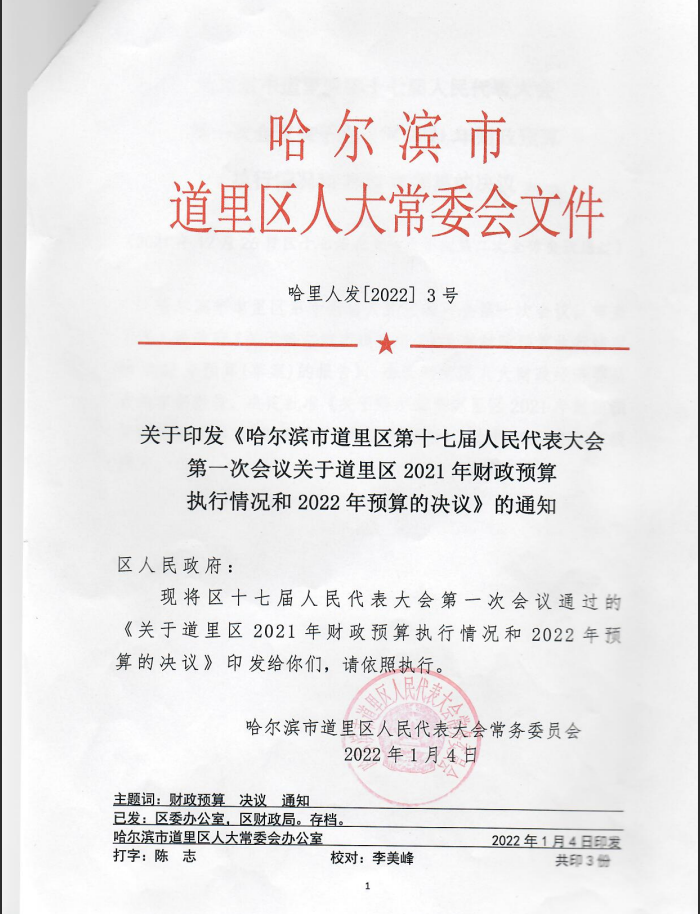 哈尔滨市
道里区人大常委会文件
哈里人发[2022] 3 号
关于印发《哈尔滨市道里区第十七届人民代表大会
第一次会议关于道里区 2021 年财政预算
执行情况和 2022 年预算的决议》的通知
区人民政府：
现将区十七届人民代表大会第一次会议通过的
《关于道里区 2021 年财政预算执行情况和 2022 年预
算的决议》印发给你们，请依照执行。
哈尔滨市道里区人民代表大会常务委员会
2022 年 1 月 4 日
主题词：财政预算 决议 通知
已发：区委办公室，区财政局。存档。
哈尔滨市道里区人大常委会办公室 2022 年 1 月 4 日印发
共印 3 份
打字：陈 志 校对：李美峰
1